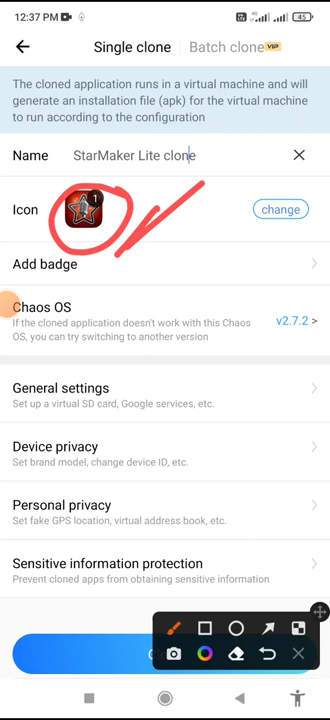 12:37 PM
45
Single clone
Batch clone VIP
The cloned application runs in a virtual machine and will
generate an installation file (apk) for the virtual machine
to run according to the configuration
Name StarMaker Lite clone
1
Icon change
Add badge
Chaos OS
If the cloned application doesn't work with this Chaos
OS, you can try switching to another version
v2.7.2 >
General settings
Set up a virtual SD card, Google services, etc.
Device privacy
Set brand model, change device ID, etc.
Personal privacy
Set fake GPS location, virtual address book, etc.
Sensitive information protection
Prevent cloned apps from obtaining sensitive information